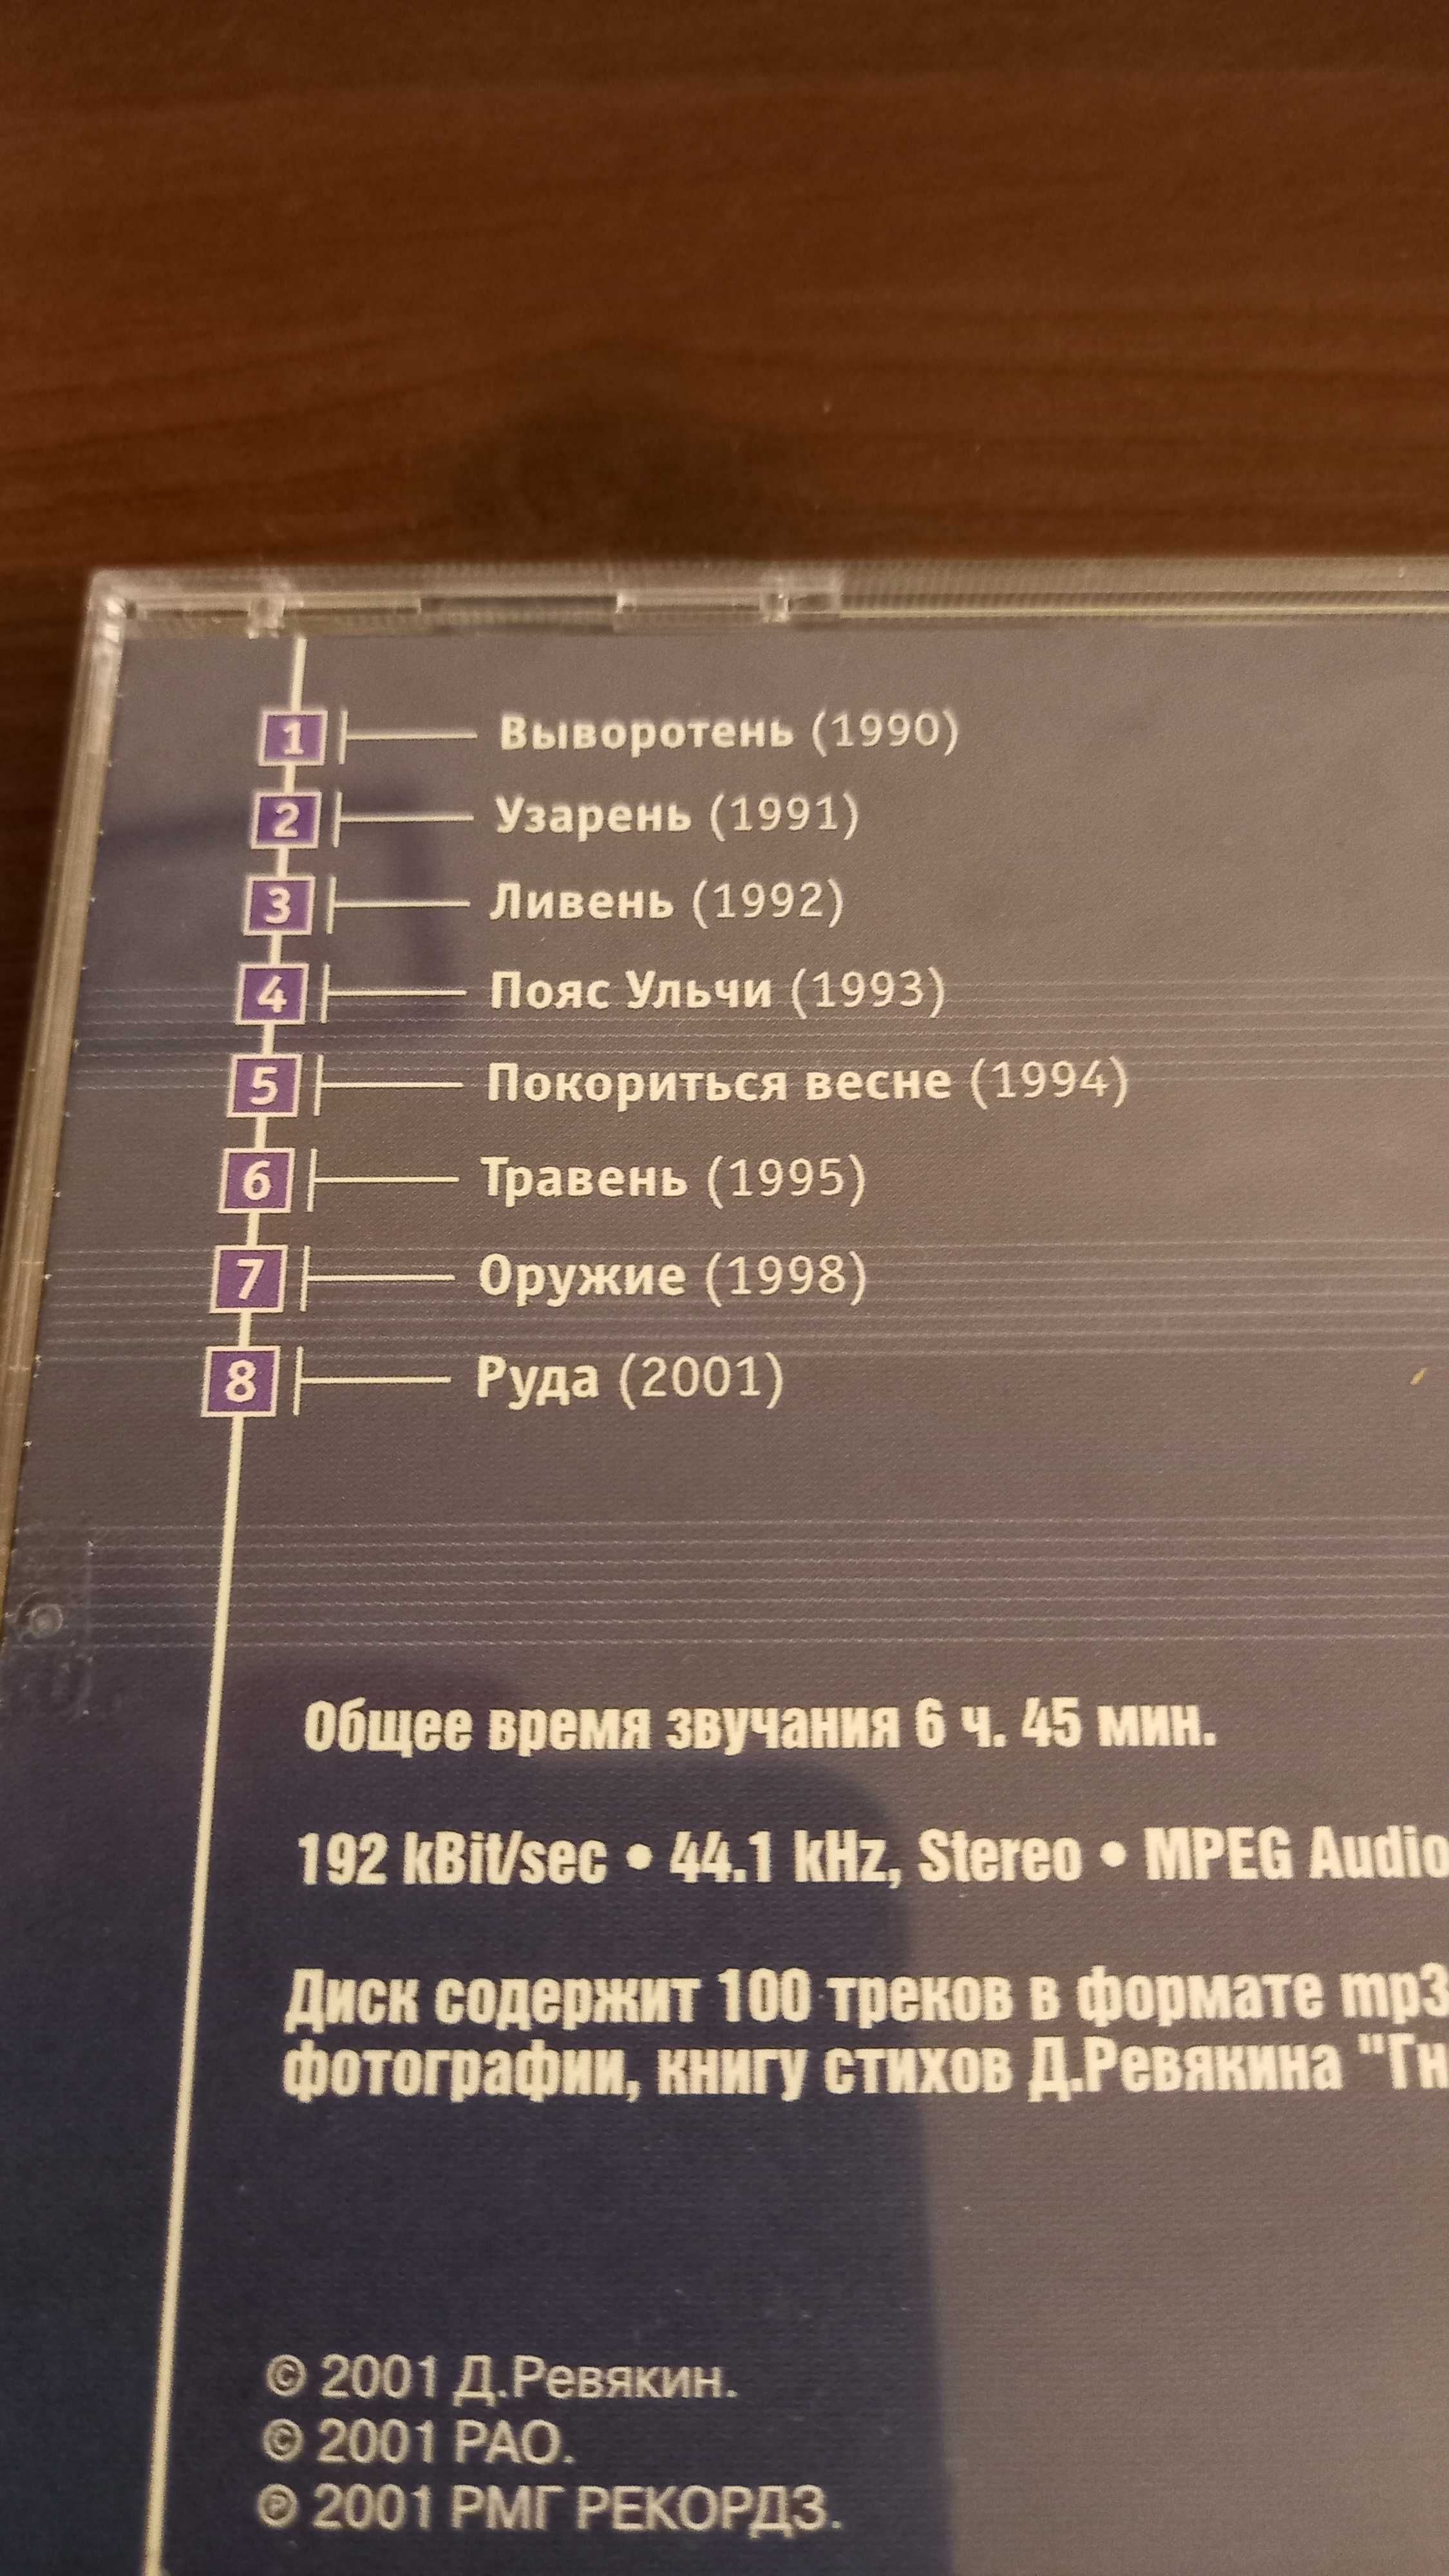 1 Выворотень (1990)
2 Узарень (1991)
3 Ливень (1992)
4 Пояс Ульчи (1993)
5 Покориться весне (1994)
6 Травень (1995)
7 Оружие (1998)
8 Руда (2001)
Общее время звучания 6 ч. 45 мин.
192 kBit/sec • 44.1 kHz, Stereo • MPEG Audio
Диск содержит 100 треков в формате mp3
фотографии, книгу стихов Д.Ревякина "Гн
© 2001 Д.Ревякин.
© 2001 РАО.
℗ 2001 РМГ РЕКОРДЗ.